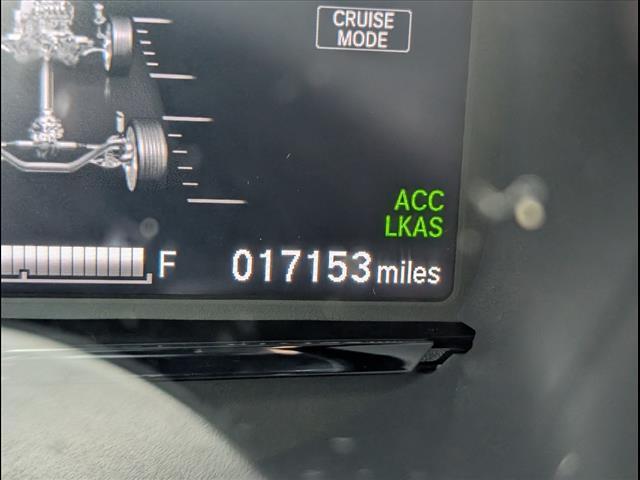 CRUISE
MODE
ACC
LKAS
F 017153 miles